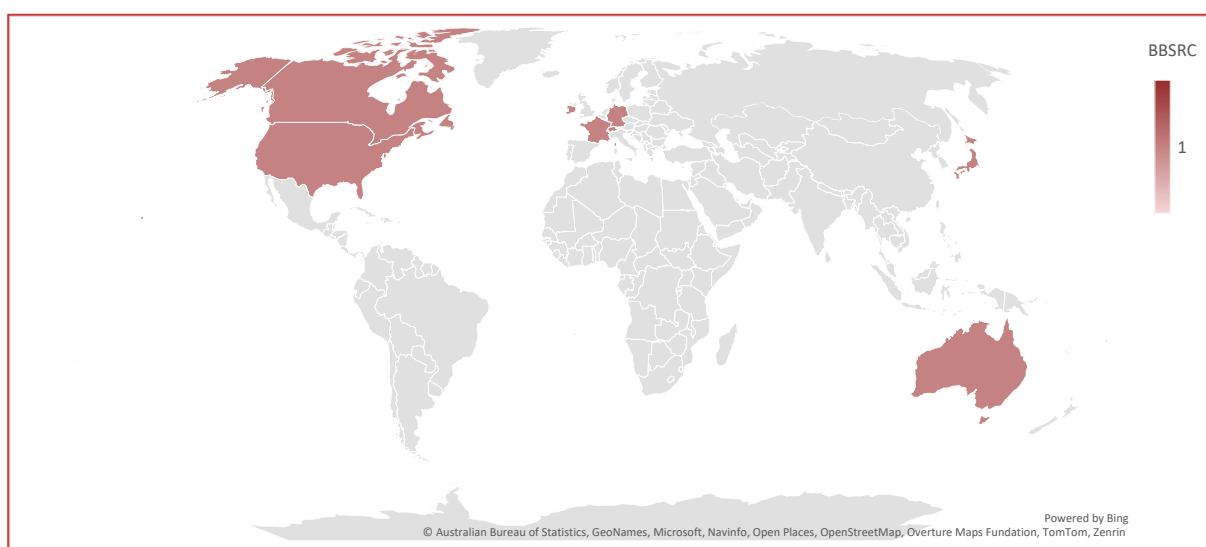 BBSRC
1
Powered by Bing
© Australian Bureau of Statistics, GeoNames, Microsoft, Navinfo, Open Places, OpenStreetMap, Overture Maps Fundation, TomTom, Zenrin